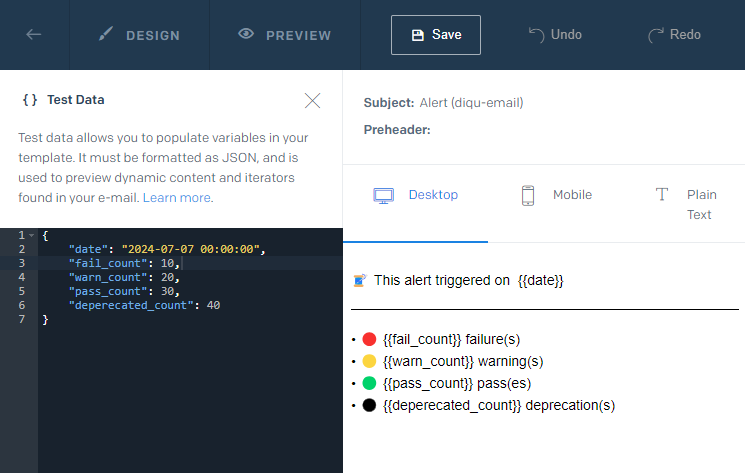 DESIGN
PREVIEW
Save
Undo
Redo
{ } Test Data
Test data allows you to populate variables in your
template. It must be formatted as JSON, and is
used to preview dynamic content and iterators
found in your e-mail. Learn more.
1 {
2 "date": "2024-07-07 00:00:00",
3 "fail_count": 10,
4 "warn_count": 20,
5 "pass_count": 30,
6 "deperecated_count": 40
7 }
Subject: Alert (diqu-email)
Preheader:
Desktop
Mobile
Plain
Text
This alert triggered on {{date}}
• {{fail_count}} failure(s)
• {{warn_count}} warning(s)
• {{pass_count}} pass(es)
• {{deperecated_count}} deprecation(s)